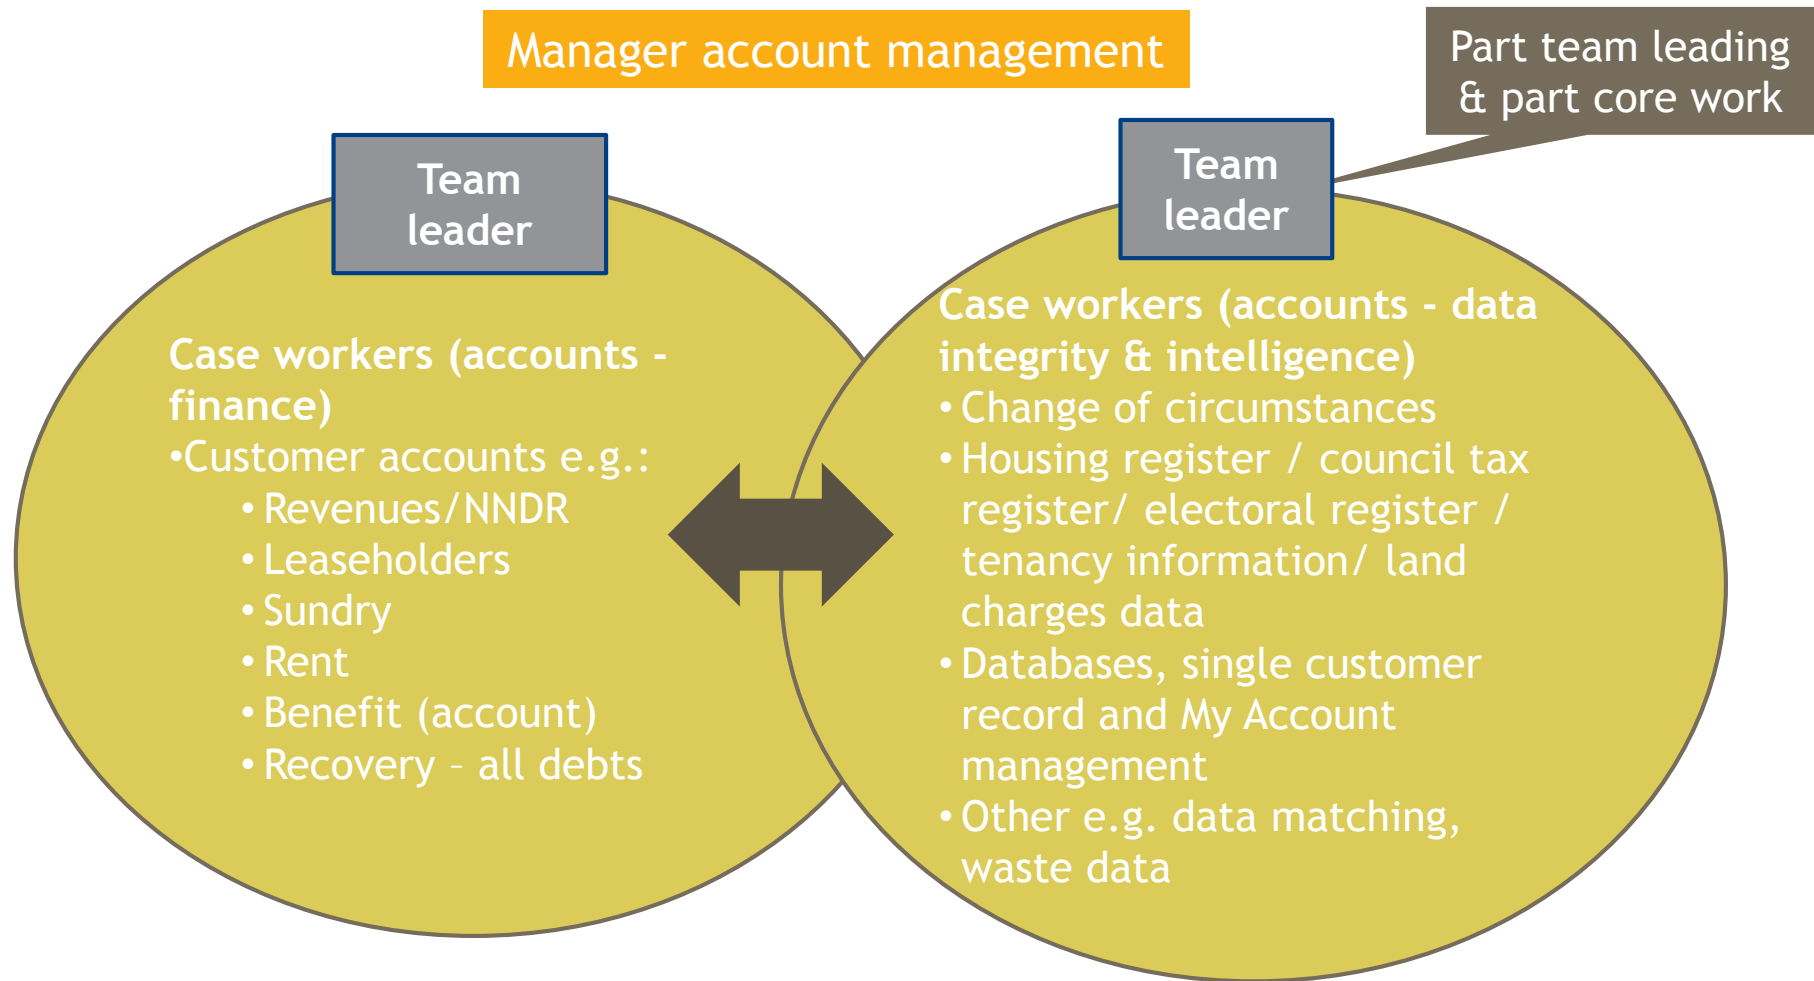 Manager account management
Part team leading
& part core work
Team
leader
Case workers (accounts -
finance)
•Customer accounts e.g.:
• Revenues/NNDR
• Leaseholders
• Sundry
• Rent
• Benefit (account)
• Recovery – all debts
Team
leader
Case workers (accounts - data
integrity & intelligence)
• Change of circumstances
• Housing register / council tax
register/ electoral register /
tenancy information/ land
charges data
• Databases, single customer
record and My Account
management
• Other e.g. data matching,
waste data